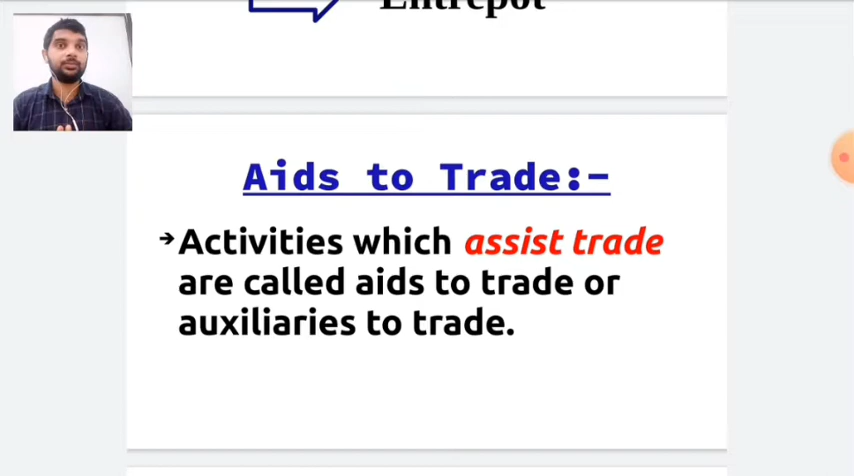 Entrepot
Aids to Trade:-
➔Activities which assist trade
are called aids to trade or
auxiliaries to trade.